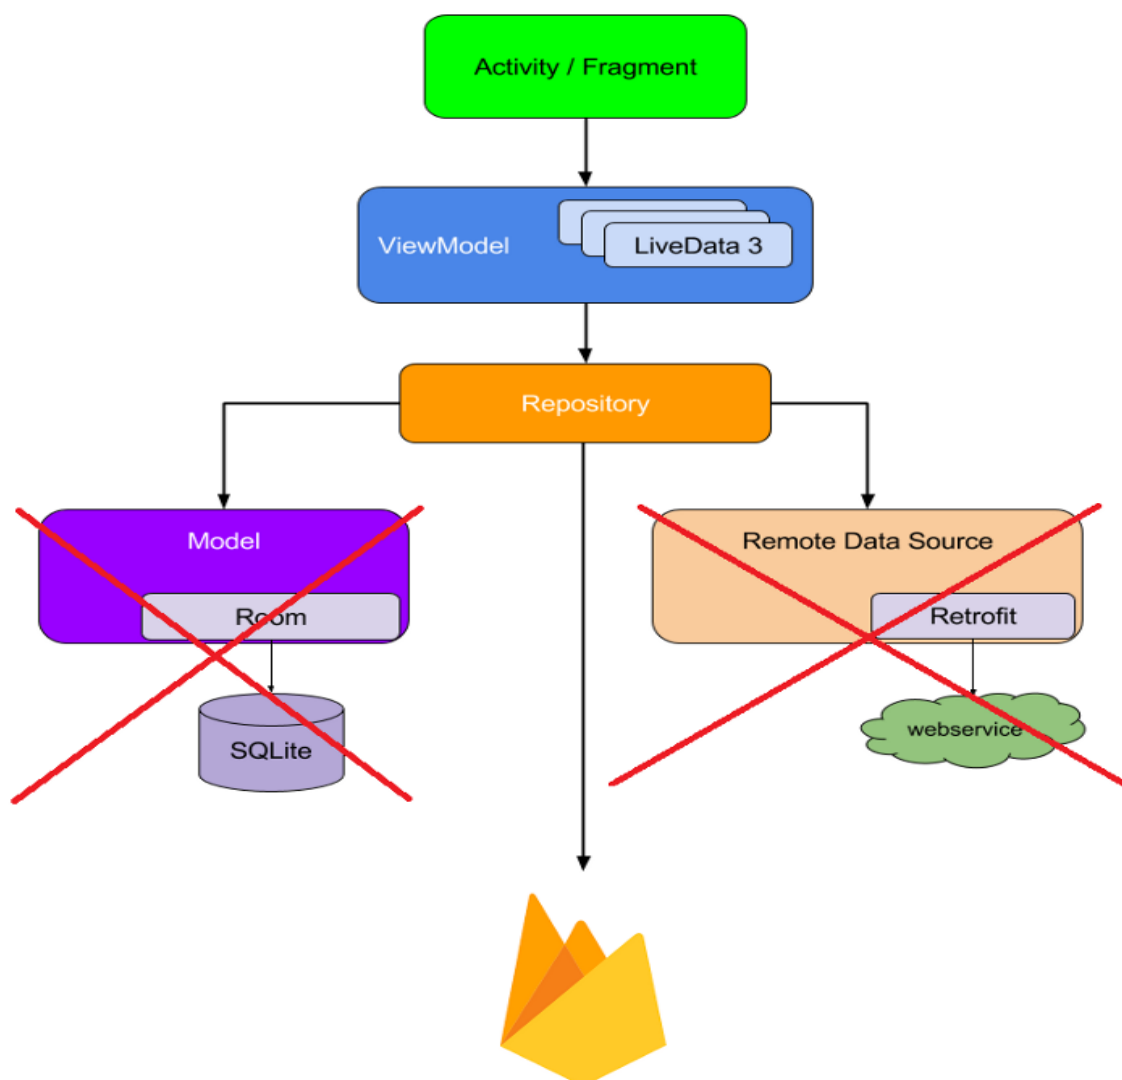 Activity / Fragment
ViewModel
LiveData 3
Repository
Model
Room
SQLite
Remote Data Source
Retrofit
webservice